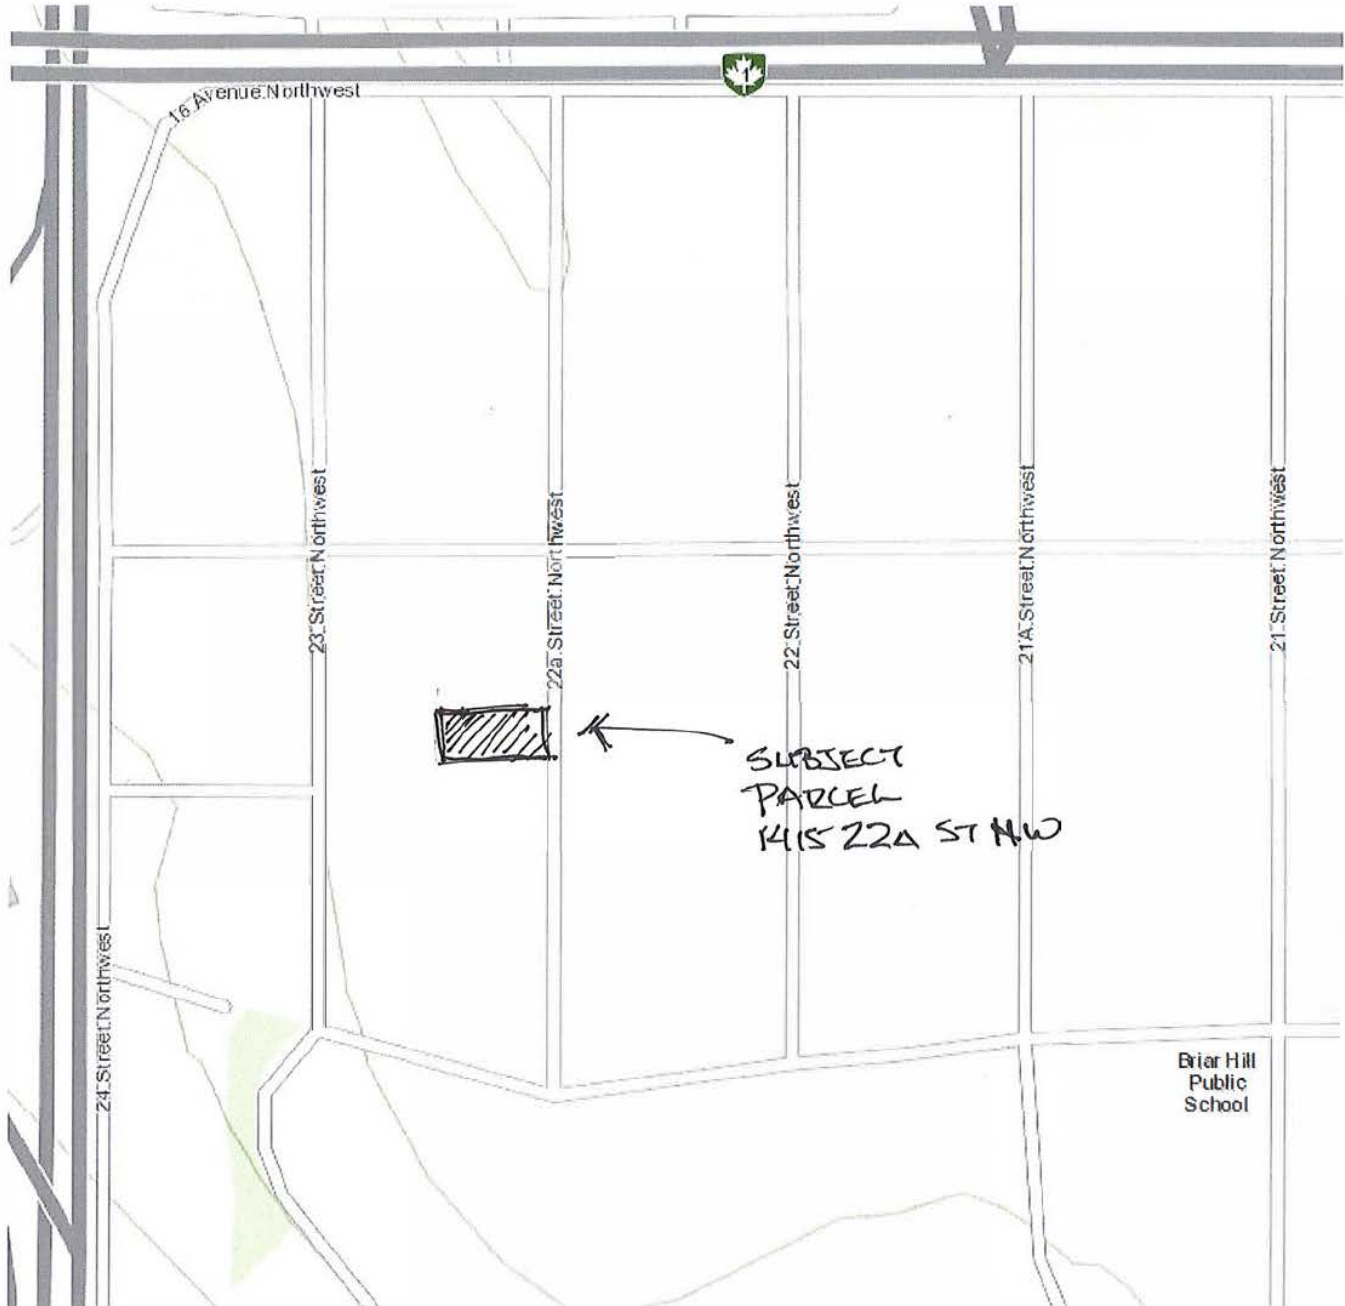 1
16 Avenue Northwest
23 Street Northwest
22a Street Northwest
22 Street Northwest
21A Street Northwest
21 Street Northwest
SUBJECT
PARCEL
1415 22A ST N.W
24 Street Northwest
Briar Hill
Public
School